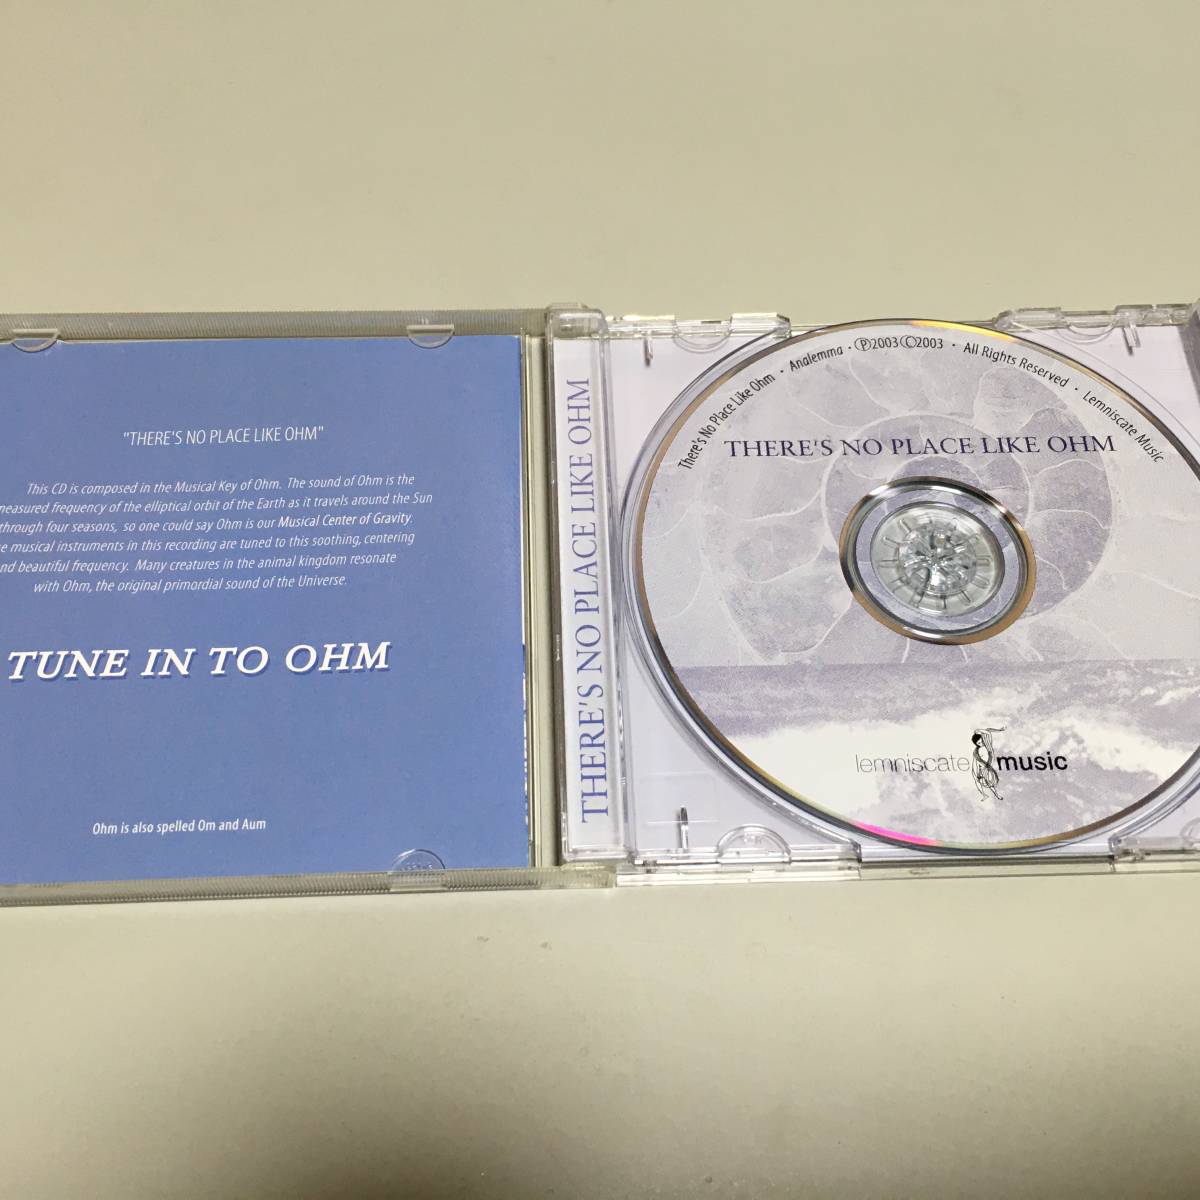 "THERE'S NO PLACE LIKE OHM"
This CD is composed in the Musical Key of Ohm. The sound of Ohm is the
measured frequency of the elliptical orbit of the Earth as it travels around the Sun
through four seasons, so one could say Ohm is our Musical Center of Gravity.
musical instruments in this recording are tuned to this soothing, centering
and beautiful frequency. Many creatures in the animal kingdom resonate
with Ohm, the original primordial sound of the Universe.
TUNE IN TO OHM
Ohm is also spelled Om and Aum
THERE'S NO PLACE LIKE OHM
There's No Place Like Ohm · Analemma · ℗2003 ©2003 · All Rights Reserved · Lemniscate Music
THERE'S NO PLACE LIKE OHM
lemniscate music